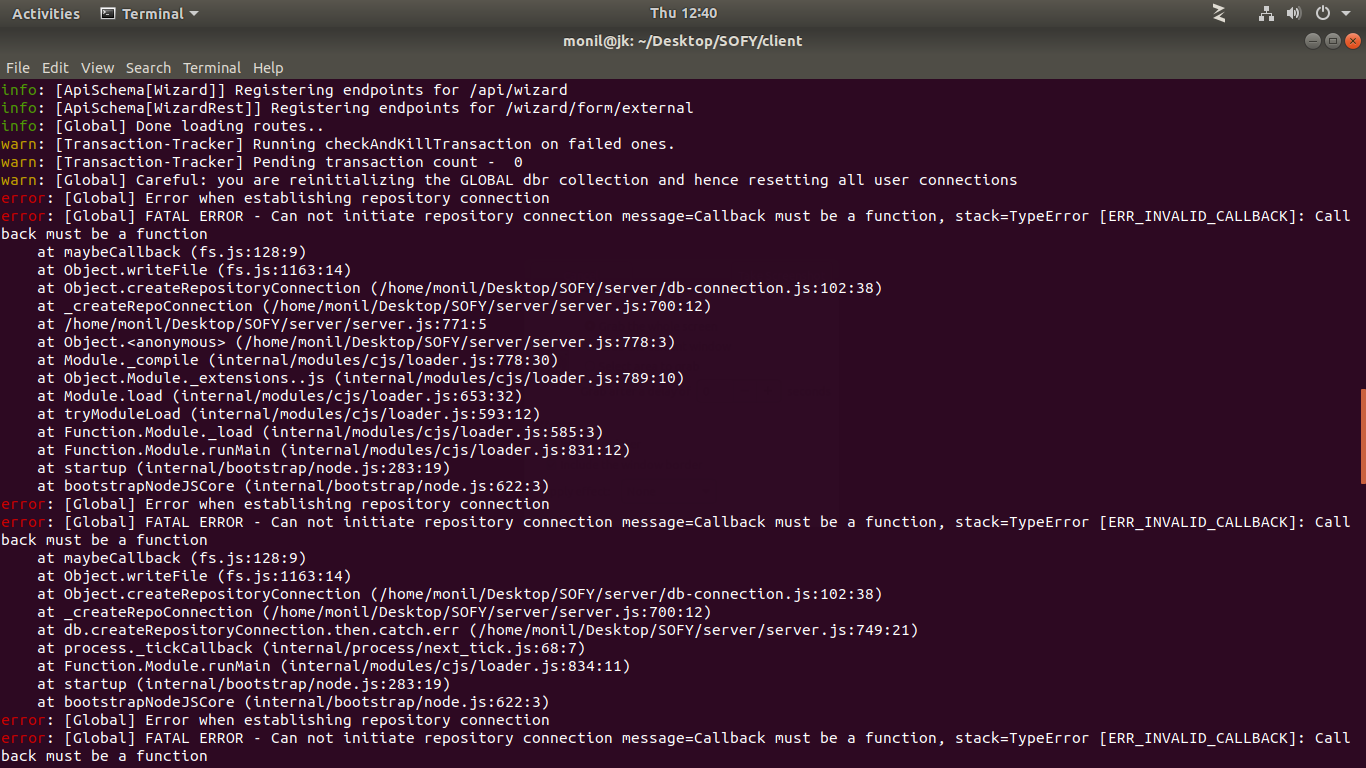 Activities Terminal Thu 12:40
monil@jk: ~/Desktop/SOFY/client
File Edit View Search Terminal Help
info: [ApiSchema[Wizard]] Registering endpoints for /api/wizard
info: [ApiSchema[WizardRest]] Registering endpoints for /wizard/form/external
info: [Global] Done loading routes..
warn: [Transaction-Tracker] Running checkAndKillTransaction on failed ones.
warn: [Transaction-Tracker] Pending transaction count -  0
warn: [Global] Careful: you are reinitializing the GLOBAL dbr collection and hence resetting all user connections
error: [Global] Error when establishing repository connection
error: [Global] FATAL ERROR - Can not initiate repository connection message=Callback must be a function, stack=TypeError [ERR_INVALID_CALLBACK]: Call
back must be a function
    at maybeCallback (fs.js:128:9)
    at Object.writeFile (fs.js:1163:14)
    at Object.createRepositoryConnection (/home/monil/Desktop/SOFY/server/db-connection.js:102:38)
    at _createRepoConnection (/home/monil/Desktop/SOFY/server/server.js:700:12)
    at /home/monil/Desktop/SOFY/server/server.js:771:5
    at Object.<anonymous> (/home/monil/Desktop/SOFY/server/server.js:778:3)
    at Module._compile (internal/modules/cjs/loader.js:778:30)
    at Object.Module._extensions..js (internal/modules/cjs/loader.js:789:10)
    at Module.load (internal/modules/cjs/loader.js:653:32)
    at tryModuleLoad (internal/modules/cjs/loader.js:593:12)
    at Function.Module._load (internal/modules/cjs/loader.js:585:3)
    at Function.Module.runMain (internal/modules/cjs/loader.js:831:12)
    at startup (internal/bootstrap/node.js:283:19)
    at bootstrapNodeJSCore (internal/bootstrap/node.js:622:3)
error: [Global] Error when establishing repository connection
error: [Global] FATAL ERROR - Can not initiate repository connection message=Callback must be a function, stack=TypeError [ERR_INVALID_CALLBACK]: Call
back must be a function
    at maybeCallback (fs.js:128:9)
    at Object.writeFile (fs.js:1163:14)
    at Object.createRepositoryConnection (/home/monil/Desktop/SOFY/server/db-connection.js:102:38)
    at _createRepoConnection (/home/monil/Desktop/SOFY/server/server.js:700:12)
    at db.createRepositoryConnection.then.catch.err (/home/monil/Desktop/SOFY/server/server.js:749:21)
    at process._tickCallback (internal/process/next_tick.js:68:7)
    at Function.Module.runMain (internal/modules/cjs/loader.js:834:11)
    at startup (internal/bootstrap/node.js:283:19)
    at bootstrapNodeJSCore (internal/bootstrap/node.js:622:3)
error: [Global] Error when establishing repository connection
error: [Global] FATAL ERROR - Can not initiate repository connection message=Callback must be a function, stack=TypeError [ERR_INVALID_CALLBACK]: Call
back must be a function